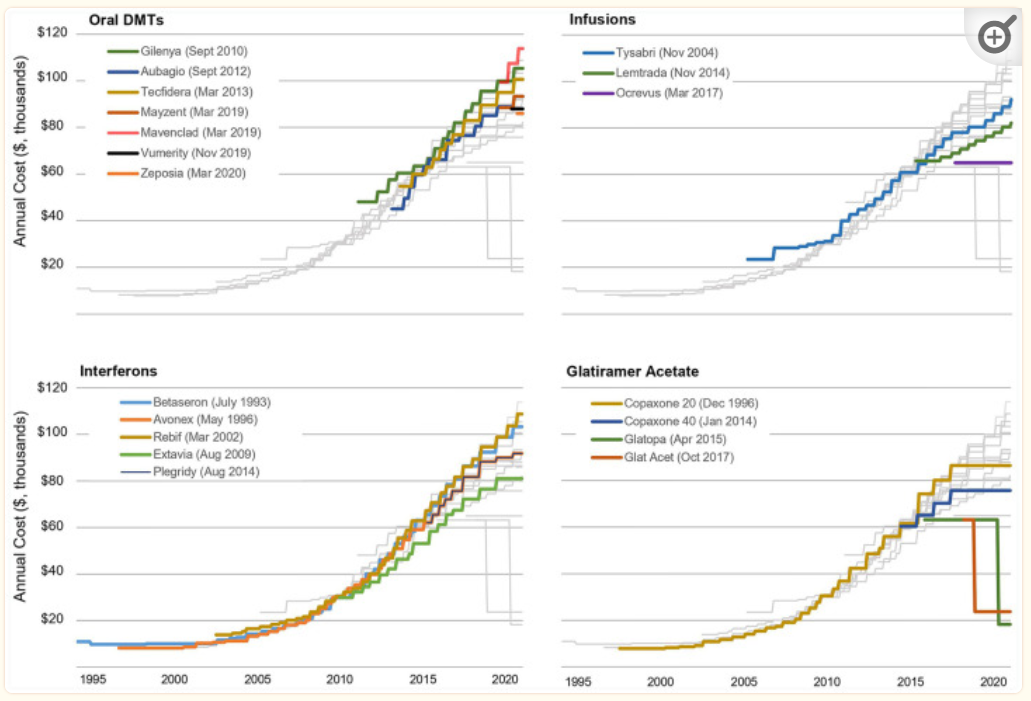 Oral DMTs
Annual Cost ($, thousands)
$120
$100
$80
$60
$40
$20
Gilenya (Sept 2010)
Aubagio (Sept 2012)
Tecfidera (Mar 2013)
Mayzent (Mar 2019)
Mavenclad (Mar 2019)
Vumerity (Nov 2019)
Zeposia (Mar 2020)
Infusions
Tysabri (Nov 2004)
Lemtrada (Nov 2014)
Ocrevus (Mar 2017)
Interferons
Annual Cost ($, thousands)
$120
$100
$80
$60
$40
$20
Betaseron (July 1993)
Avonex (May 1996)
Rebif (Mar 2002)
Extavia (Aug 2009)
Plegridy (Aug 2014)
1995 2000 2005 2010 2015 2020
Glatiramer Acetate
Copaxone 20 (Dec 1996)
Copaxone 40 (Jan 2014)
Glatopa (Apr 2015)
Glat Acet (Oct 2017)
1995 2000 2005 2010 2015 2020